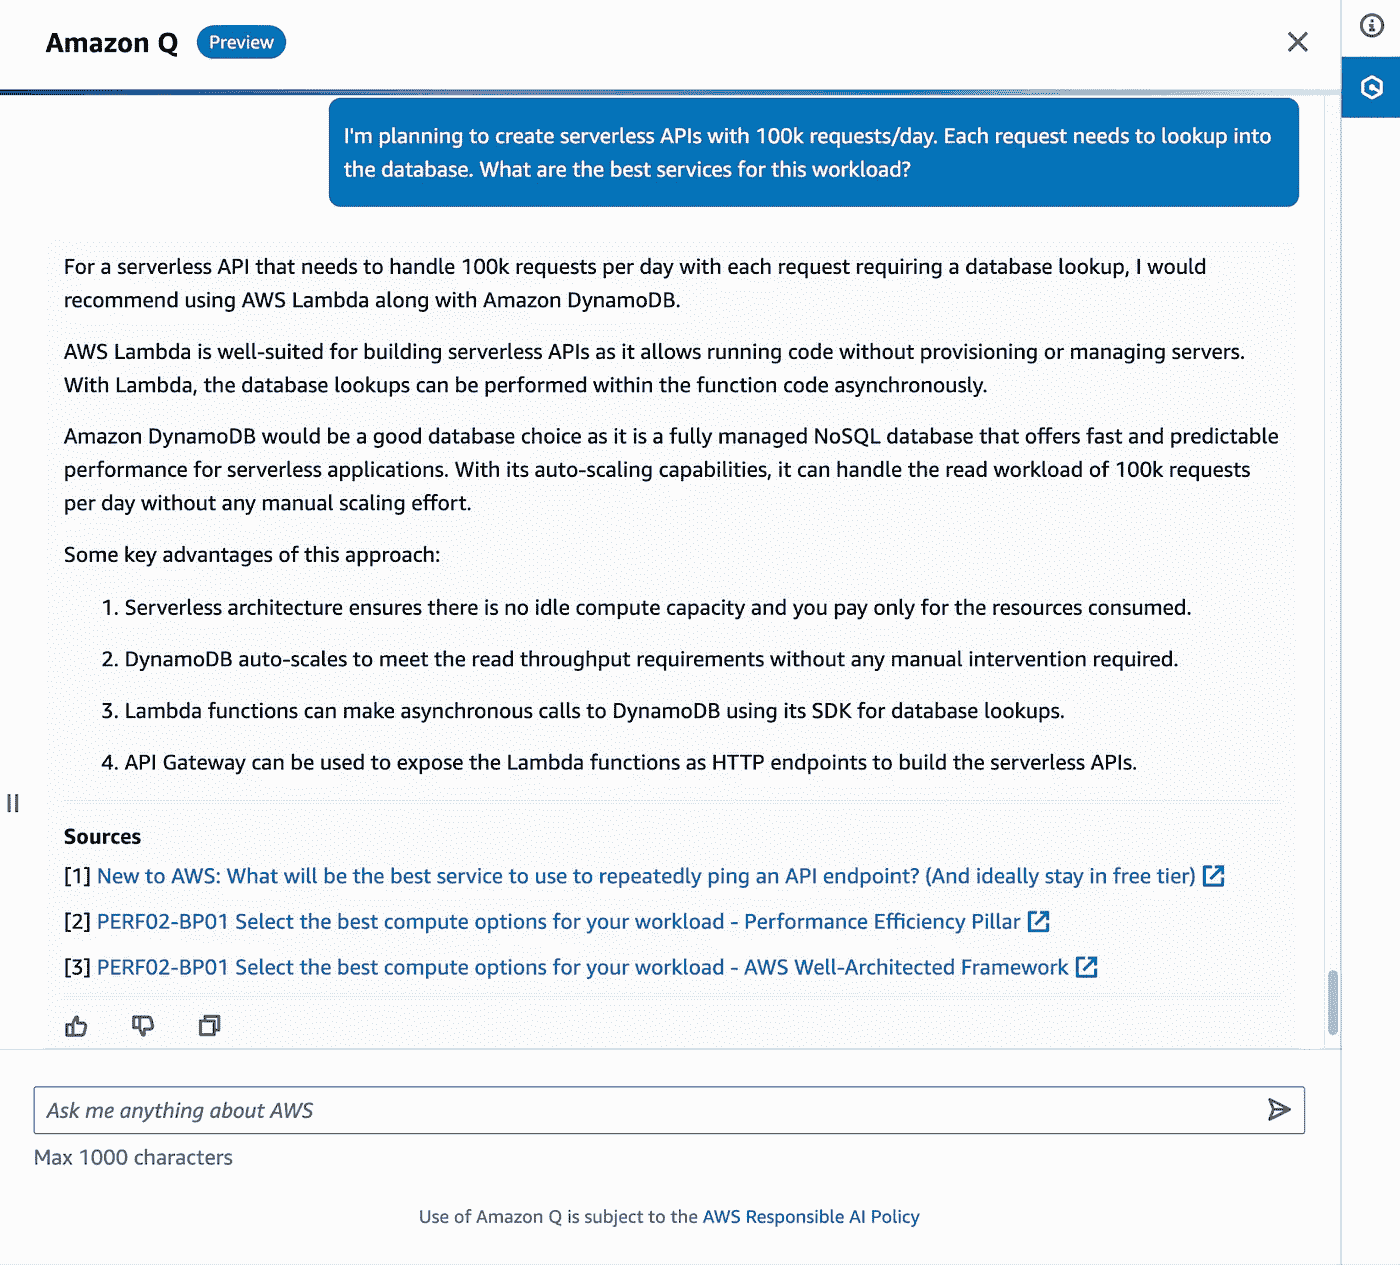 Amazon Q Preview
I'm planning to create serverless APIs with 100k requests/day. Each request needs to lookup into
the database. What are the best services for this workload?
For a serverless API that needs to handle 100k requests per day with each request requiring a database lookup, I would
recommend using AWS Lambda along with Amazon DynamoDB.
AWS Lambda is well-suited for building serverless APIs as it allows running code without provisioning or managing servers.
With Lambda, the database lookups can be performed within the function code asynchronously.
Amazon DynamoDB would be a good database choice as it is a fully managed NoSQL database that offers fast and predictable
performance for serverless applications. With its auto-scaling capabilities, it can handle the read workload of 100k requests
per day without any manual scaling effort.
Some key advantages of this approach:
1. Serverless architecture ensures there is no idle compute capacity and you pay only for the resources consumed.
2. DynamoDB auto-scales to meet the read throughput requirements without any manual intervention required.
3. Lambda functions can make asynchronous calls to DynamoDB using its SDK for database lookups.
4. API Gateway can be used to expose the Lambda functions as HTTP endpoints to build the serverless APIs.
Sources
[1] New to AWS: What will be the best service to use to repeatedly ping an API endpoint? (And ideally stay in free tier)
[2] PERF02-BP01 Select the best compute options for your workload - Performance Efficiency Pillar
[3] PERF02-BP01 Select the best compute options for your workload - AWS Well-Architected Framework
Ask me anything about AWS
Max 1000 characters
Use of Amazon Q is subject to the AWS Responsible AI Policy